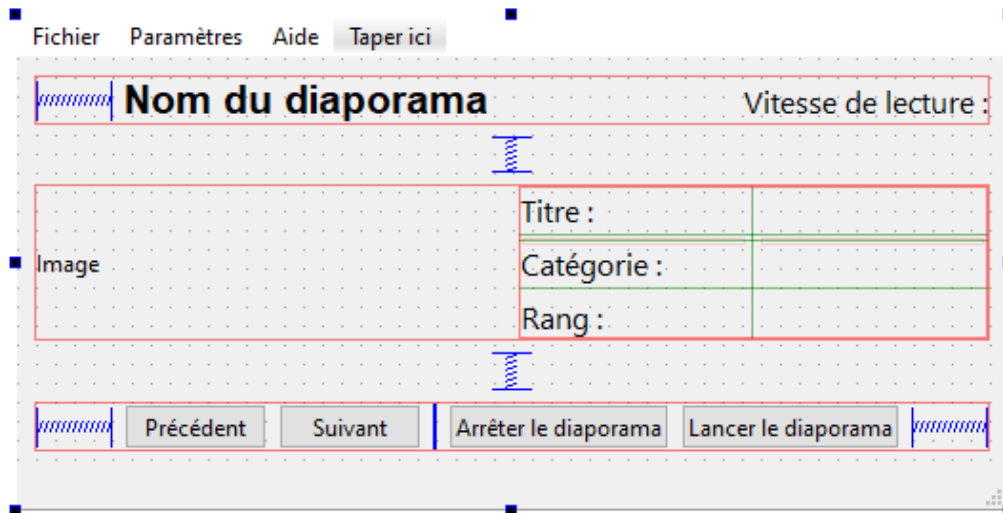 Fichier Paramètres Aide Taper ici
Nom du diaporama Vitesse de lecture :
Titre :
Image Catégorie :
Rang :
Précédent Suivant Arrêter le diaporama Lancer le diaporama